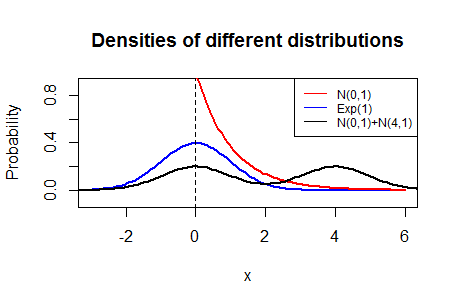 Densities of different distributions
Probability
0.0 0.4 0.8
N(0,1)
Exp(1)
N(0,1)+N(4,1)
-2 0 2 4 6
x